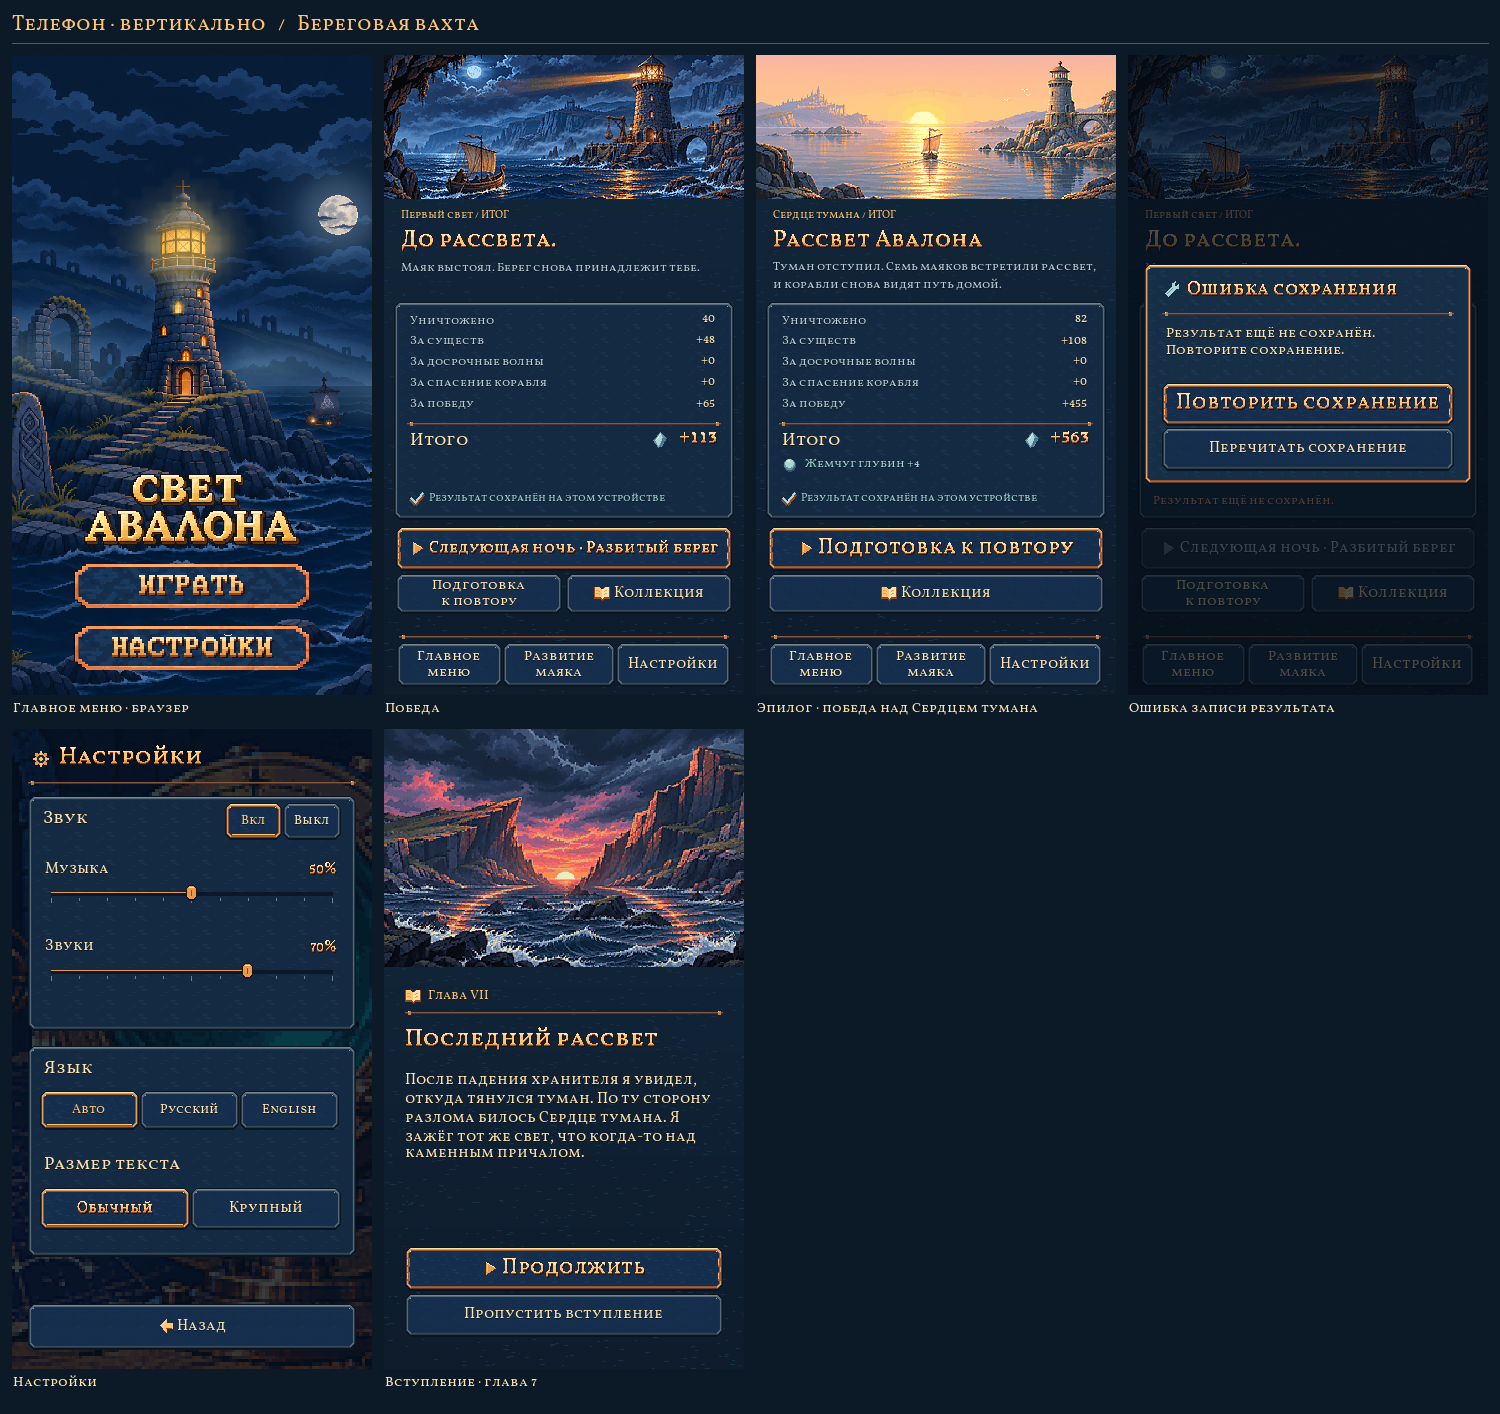 Телефон · вертикально / Береговая вахта
СВЕТ
АВАЛОНА
ИГРАТЬ
НАСТРОЙКИ
Главное меню · браузер
Первый свет / ИТОГ
До рассвета.
Маяк выстоял. Берег снова принадлежит тебе.
Уничтожено 40
За существ +48
За досрочные волны +0
За спасение корабля +0
За победу +65
Итого +113
Результат сохранён на этом устройстве
Следующая ночь · Разбитый берег
Подготовка
к повтору
Коллекция
Главное
меню
Развитие
маяка
Настройки
Победа
Сердце тумана / ИТОГ
Рассвет Авалона
Туман отступил. Семь маяков встретили рассвет,
и корабли снова видят путь домой.
Уничтожено 82
За существ +108
За досрочные волны +0
За спасение корабля +0
За победу +455
Итого +563
Жемчуг глубин +4
Результат сохранён на этом устройстве
Подготовка к повтору
Коллекция
Главное
меню
Развитие
маяка
Настройки
Эпилог · победа над Сердцем тумана
Первый свет / ИТОГ
До рассвета.
Ошибка сохранения
Результат ещё не сохранён.
Повторите сохранение.
Повторить сохранение
Перечитать сохранение
Результат ещё не сохранён.
Следующая ночь · Разбитый берег
Подготовка
к повтору
Коллекция
Главное
меню
Развитие
маяка
Настройки
Ошибка записи результата
Настройки
Звук
Вкл
Выкл
Музыка 50%
Звуки 70%
Язык
Авто
Русский
English
Размер текста
Обычный
Крупный
Назад
Настройки
Глава VII
Последний рассвет
После падения хранителя я увидел,
откуда тянулся туман. По ту сторону
разлома билось Сердце тумана. Я
зажёг тот же свет, что когда-то над
каменным причалом.
Продолжить
Пропустить вступление
Вступление · глава 7